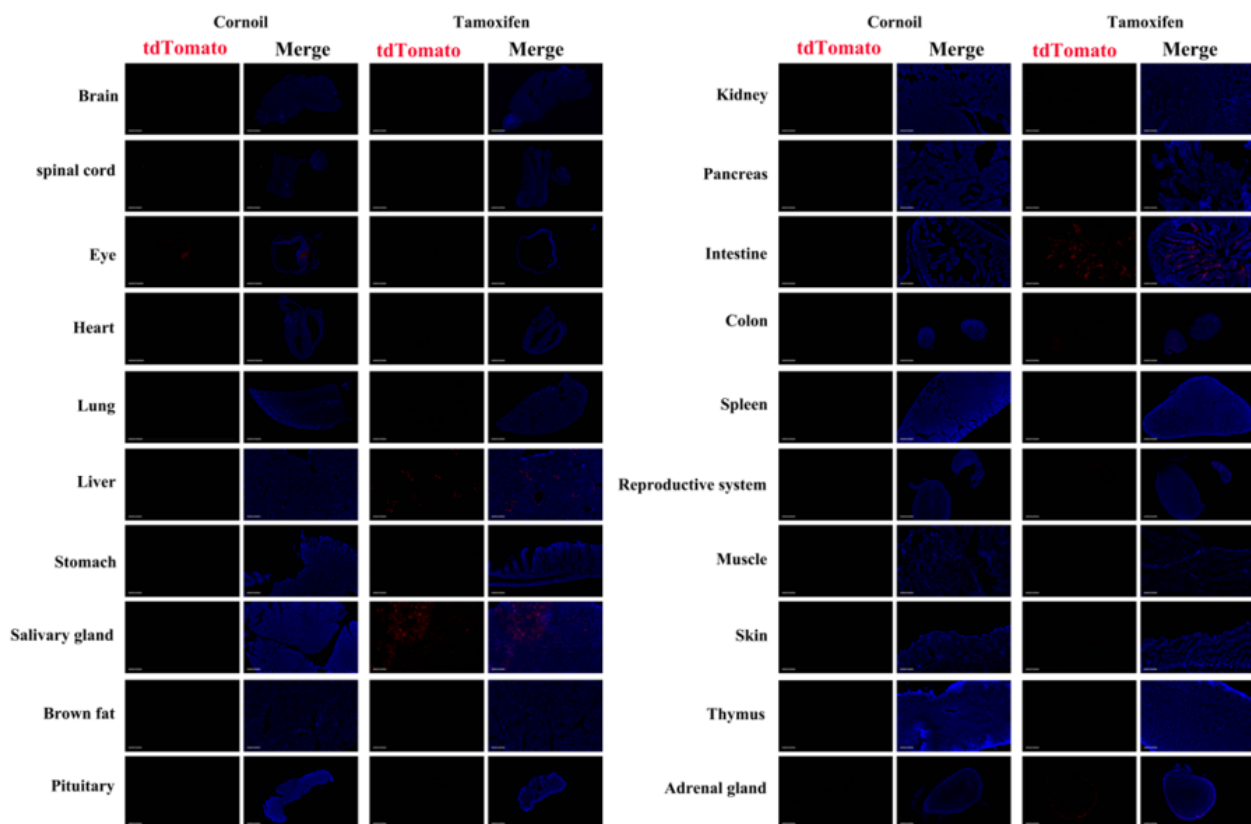 Cornoil Tamoxifen Cornoil Tamoxifen
tdTomato Merge tdTomato Merge tdTomato Merge tdTomato Merge
Brain Kidney
spinal cord Pancreas
Eye Intestine
Heart Colon
Lung Spleen
Liver Reproductive system
Stomach Muscle
Salivary gland Skin
Brown fat Thymus
Pituitary Adrenal gland